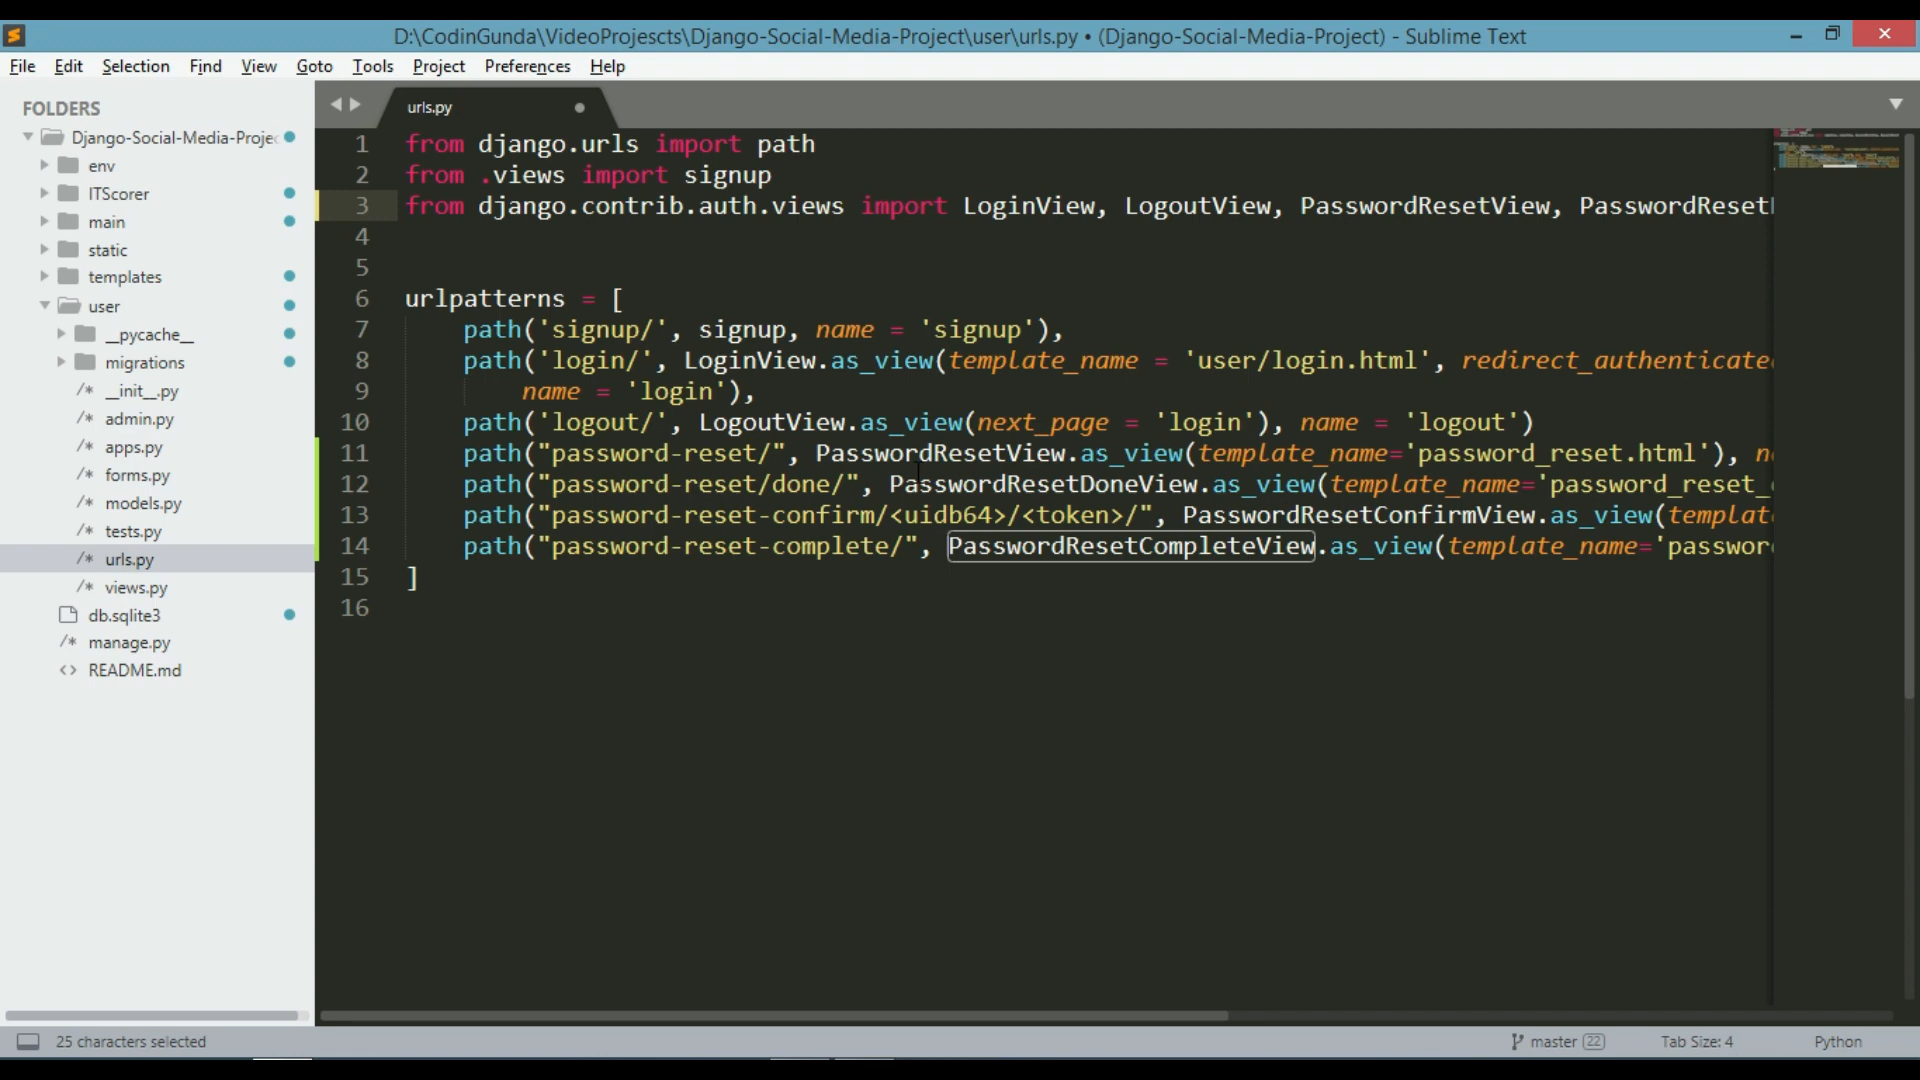 D:\CodinGunda\VideoProjescts\Django-Social-Media-Project\user\urls.py • (Django-Social-Media-Project) - Sublime Text
File Edit Selection Find View Goto Tools Project Preferences Help
FOLDERS
Django-Social-Media-Projec
env
ITScorer
main
static
templates
user
__pycache__
migrations
/* __init__.py
/* admin.py
/* apps.py
/* forms.py
/* models.py
/* tests.py
/* urls.py
/* views.py
db.sqlite3
/* manage.py
<> README.md
urls.py
1 from django.urls import path
2 from .views import signup
3 from django.contrib.auth.views import LoginView, LogoutView, PasswordResetView, PasswordReset
4
5
6 urlpatterns = [
7 path('signup/', signup, name = 'signup'),
8 path('login/', LoginView.as_view(template_name = 'user/login.html', redirect_authenticate
9 name = 'login'),
10 path('logout/', LogoutView.as_view(next_page = 'login'), name = 'logout')
11 path("password-reset/", PasswordResetView.as_view(template_name='password_reset.html'), n
12 path("password-reset/done/", PasswordResetDoneView.as_view(template_name='password_reset_
13 path("password-reset-confirm/<uidb64>/<token>/", PasswordResetConfirmView.as_view(templat
14 path("password-reset-complete/", PasswordResetCompleteView.as_view(template_name='passwor
15 ]
16
25 characters selected
master 22
Tab Size: 4
Python